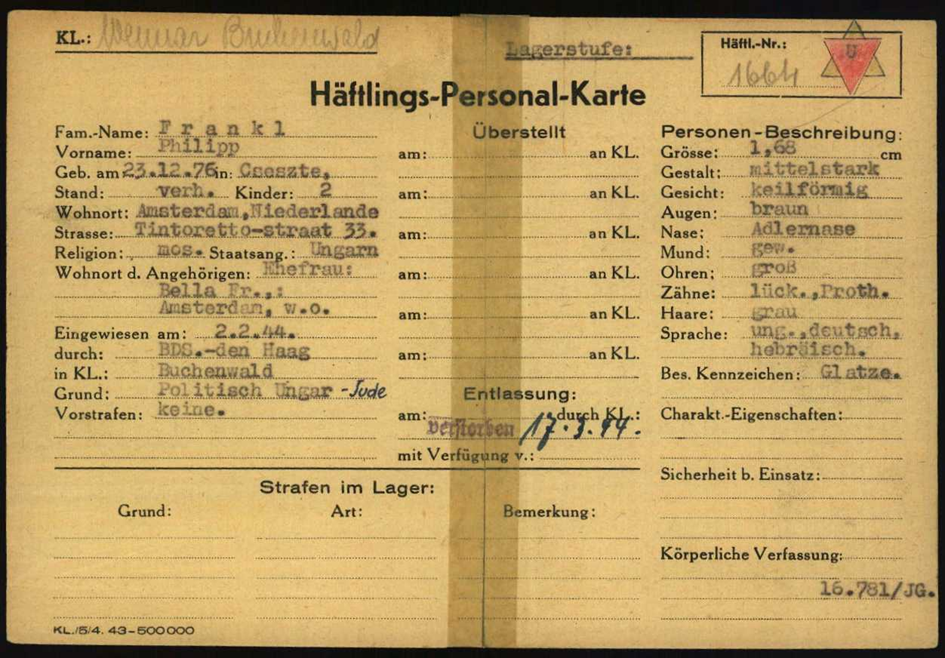 KL.: Weimar Buchenwald
Lagerstufe:
Häftl.-Nr.:
1664
U
Häftlings-Personal-Karte
Fam.-Name: Frankl
Vorname: Philipp
Geb. am 23.12.76 in: Cseszte,
Stand: verh. Kinder: 2
Wohnort: Amsterdam, Niederlande
Strasse: Tintoretto-straat 33.
Religion: mos. Staatsang.: Ungarn
Wohnort d. Angehörigen: Ehefrau:
Bella Fr.,:
Amsterdam, w.o.
Eingewiesen am: 2.2.44.
durch: BDS.-den Haag
in KL.: Buchenwald
Grund: Politisch Ungar -Jude
Vorstrafen: keine.
Überstellt
am: an KL.
am: an KL.
am: an KL.
am: an KL.
am: an KL.
am: an KL.
Entlassung:
am: durch KL.:
verstorben 17.3.44.
mit Verfügung v.:
Personen-Beschreibung:
Grösse: 1,68 cm
Gestalt: mittelstark
Gesicht: keilförmig
Augen: braun
Nase: Adlernase
Mund: gew.
Ohren: groß
Zähne: lück.,Proth.
Haare: grau
Sprache: ung.,deutsch,
hebräisch.
Bes. Kennzeichen: Glatze.
Charakt.-Eigenschaften:
Sicherheit b. Einsatz:
Körperliche Verfassung:
16.781/JG.
Strafen im Lager:
Grund: Art: Bemerkung:
KL./5/4. 43-500000